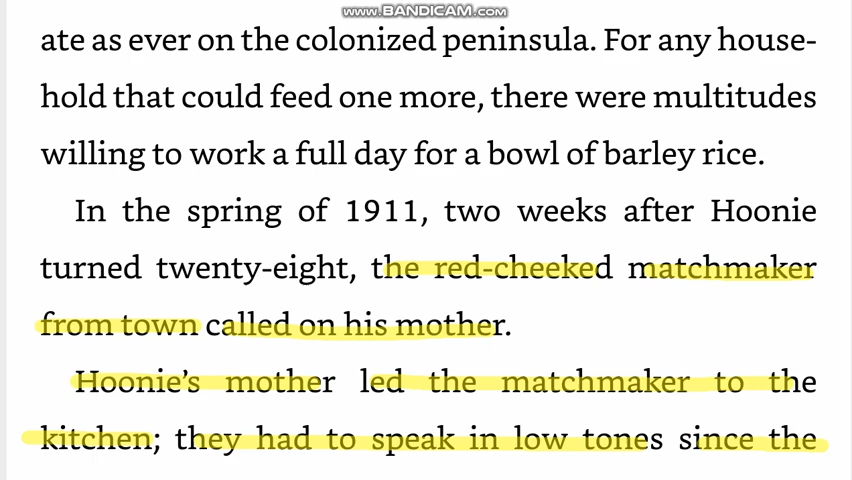 www.BANDICAM.com
ate as ever on the colonized peninsula. For any house-
hold that could feed one more, there were multitudes
willing to work a full day for a bowl of barley rice.
In the spring of 1911, two weeks after Hoonie
turned twenty-eight, the red-cheeked matchmaker
from town called on his mother.
Hoonie’s mother led the matchmaker to the
kitchen; they had to speak in low tones since the